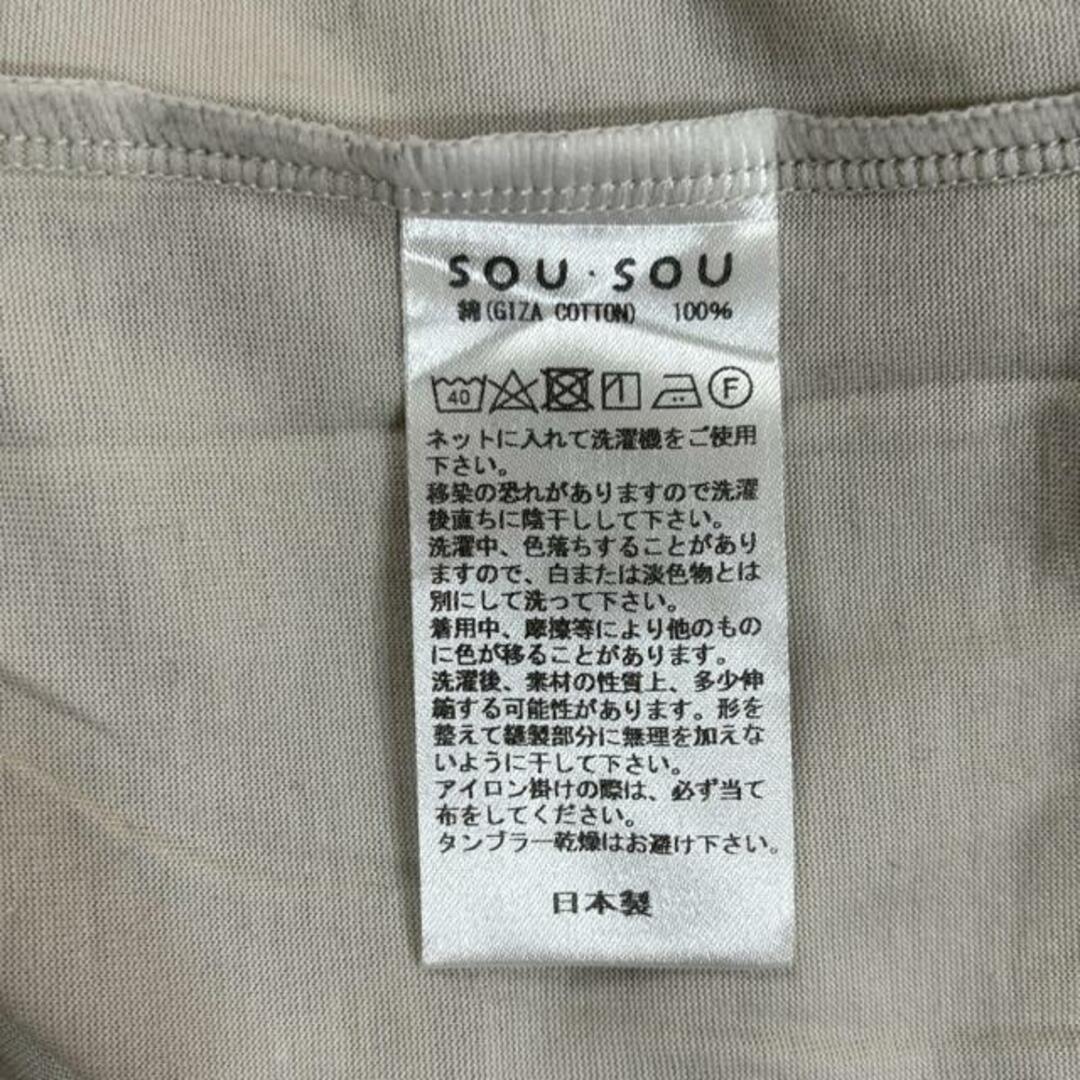 SOU・SOU
綿(GIZA COTTON) 100%
40 F
ネットに入れて洗濯機をご使用
下さい。
移染の恐れがありますので洗濯
後直ちに陰干しして下さい。
洗濯中、色落ちすることがあり
ますので、白または淡色物とは
別にして洗って下さい。
着用中、摩擦等により他のもの
に色が移ることがあります。
洗濯後、素材の性質上、多少伸
縮する可能性があります。形を
整えて縫製部分に無理を加えな
いように干して下さい。
アイロン掛けの際は、必ず当て
布をしてください。
タンブラー乾燥はお避け下さい。
日本製